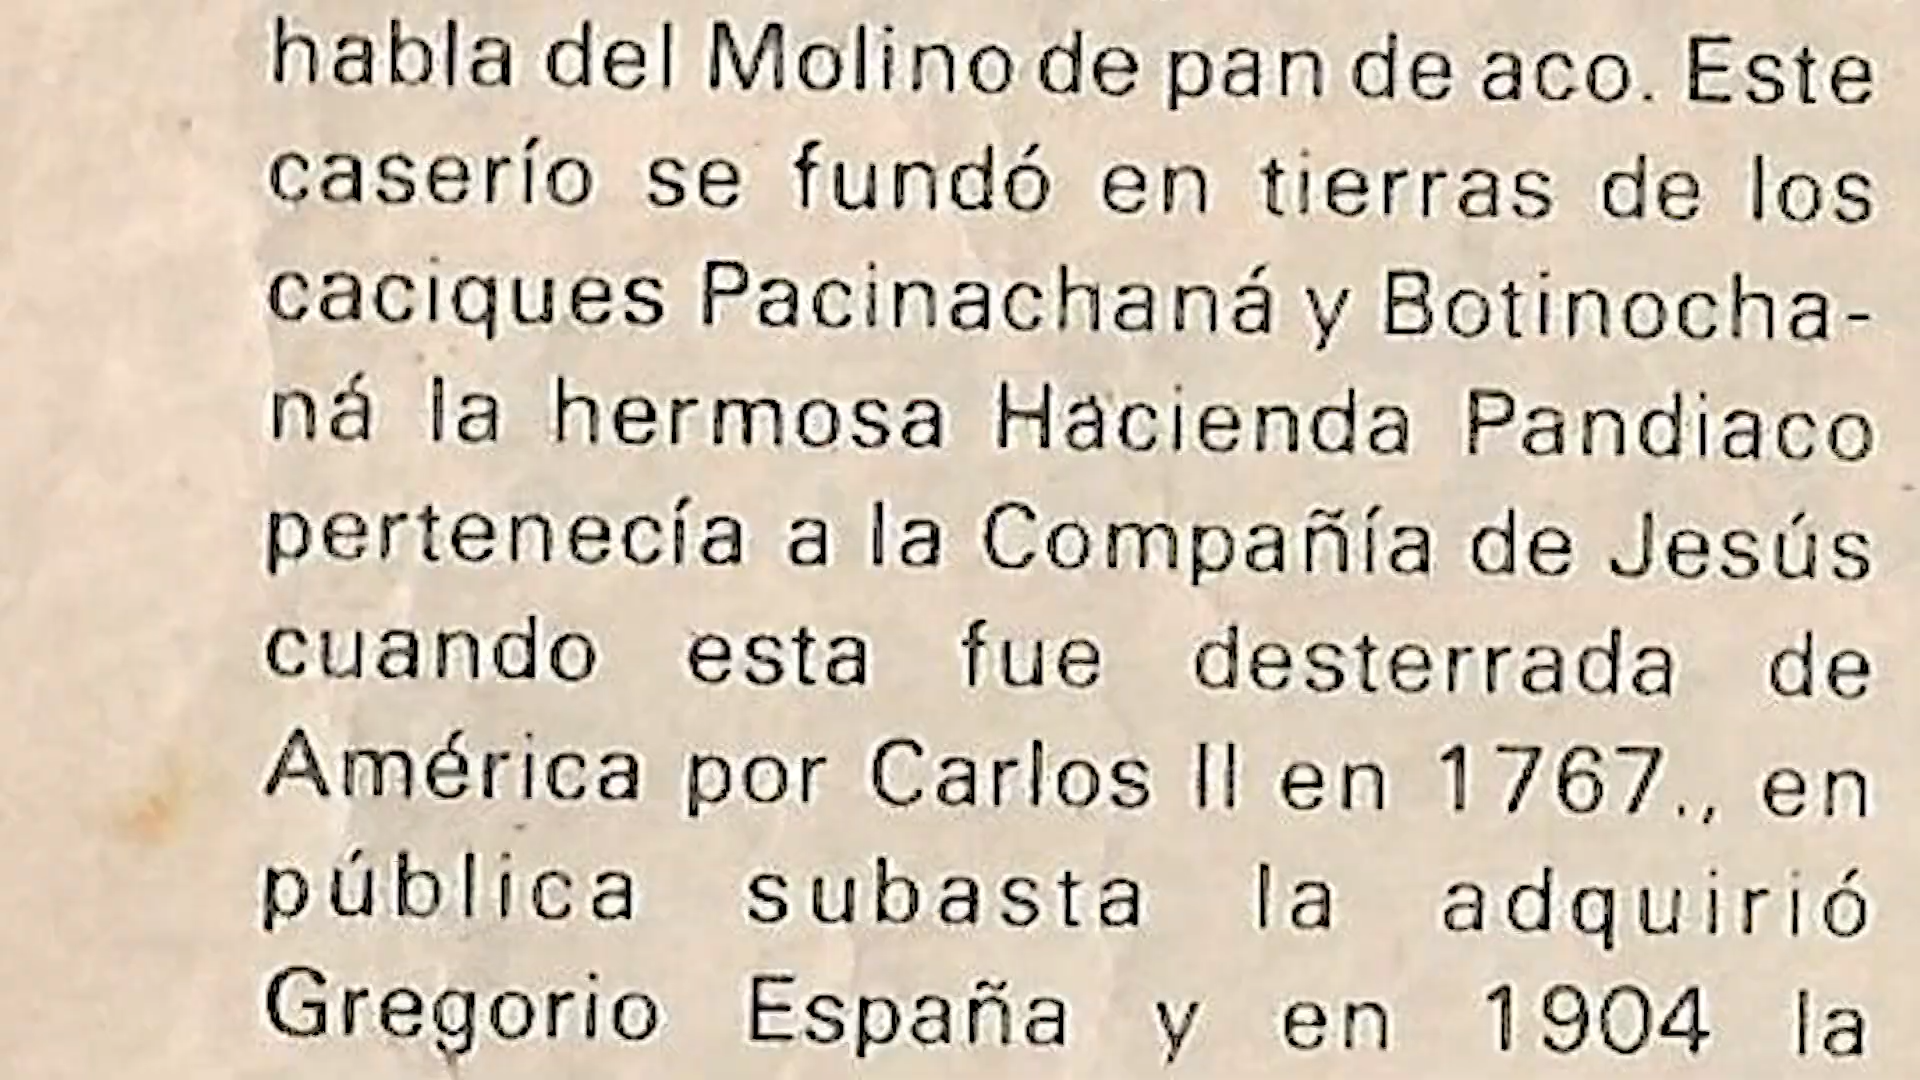 habla del Molino de pan de aco. Este
caserío se fundó en tierras de los
caciques Pacinachaná y Botinocha-
ná la hermosa Hacienda Pandiaco
pertenecía a la Compañía de Jesús
cuando esta fue desterrada de
América por Carlos II en 1767., en
pública subasta la adquirió
Gregorio España y en 1904 la